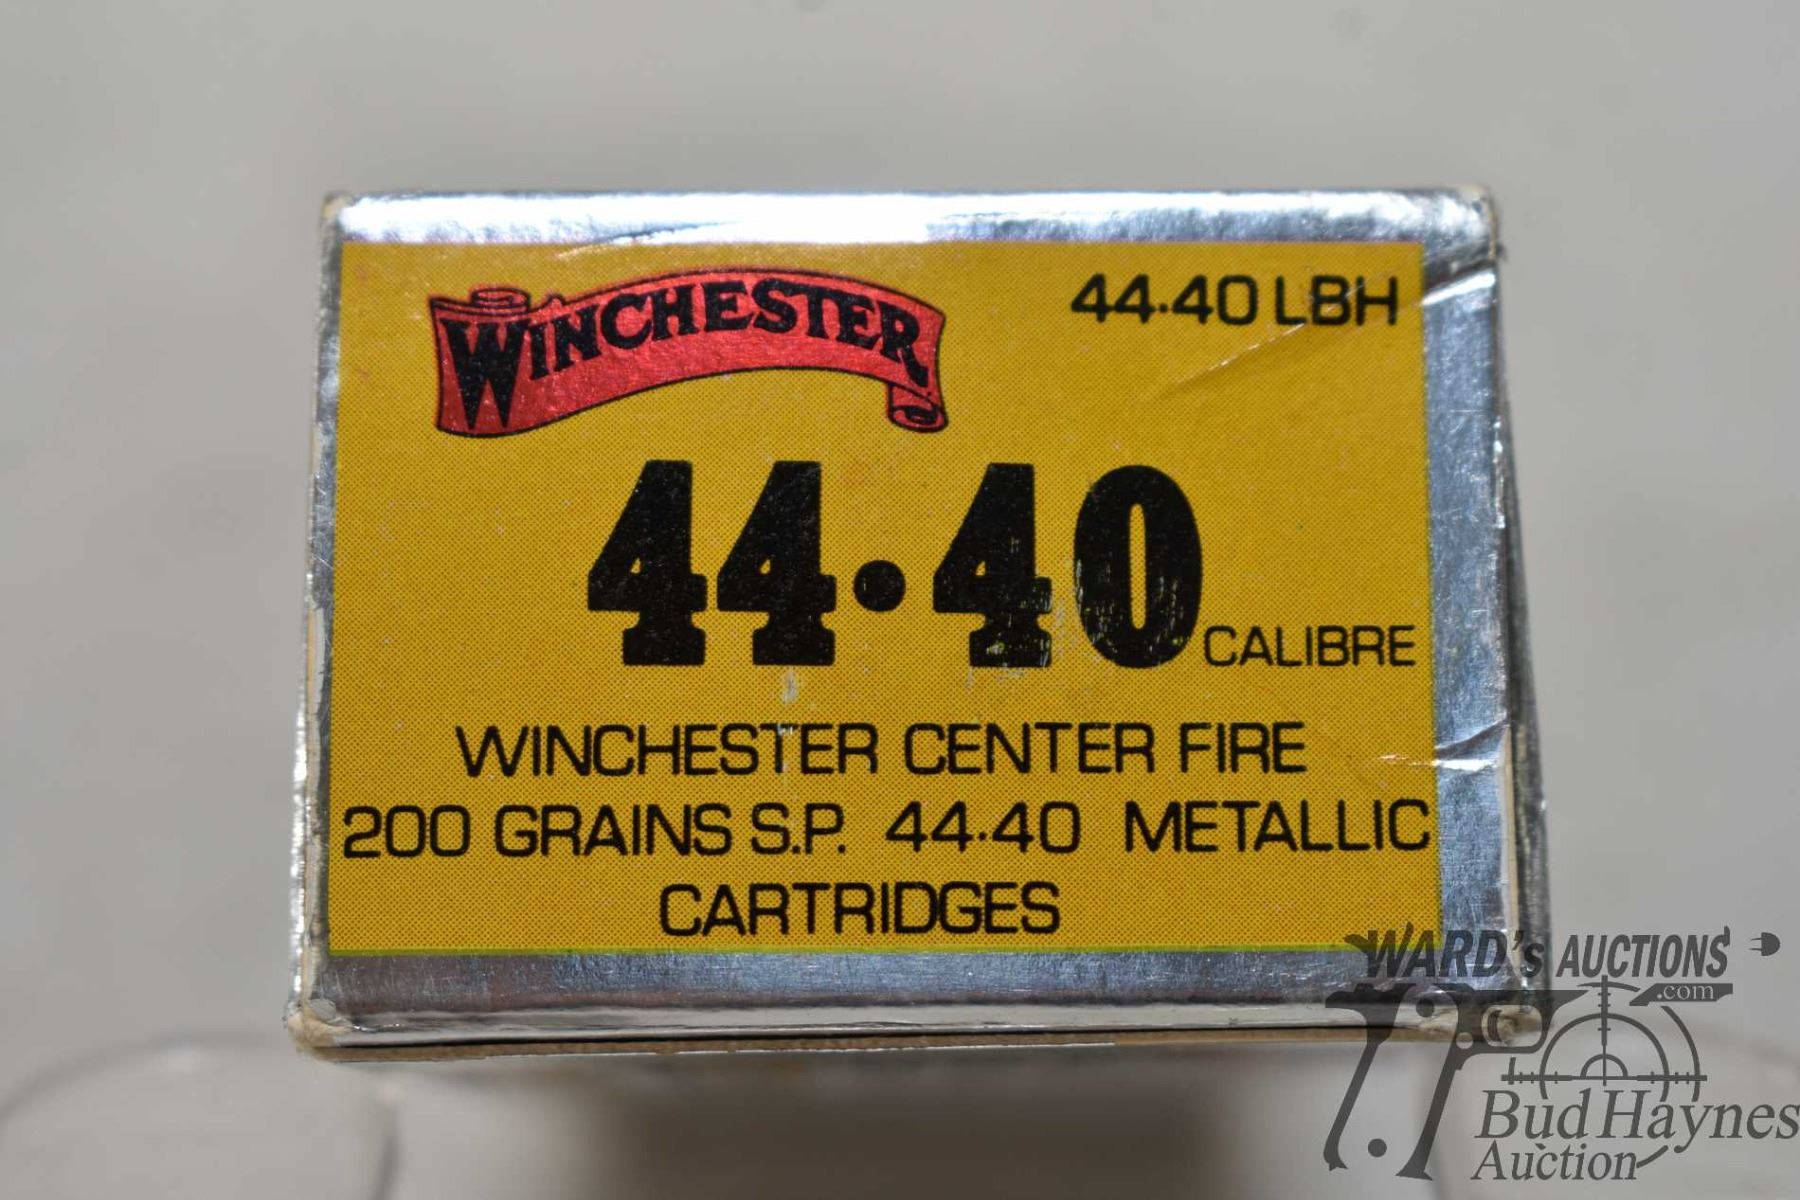 WINCHESTER
44·40 LBH
44·40 CALIBRE
WINCHESTER CENTER FIRE
200 GRAINS S.P. 44·40 METALLIC
CARTRIDGES
WARD's AUCTIONS
.com
Bud Haynes
Auction